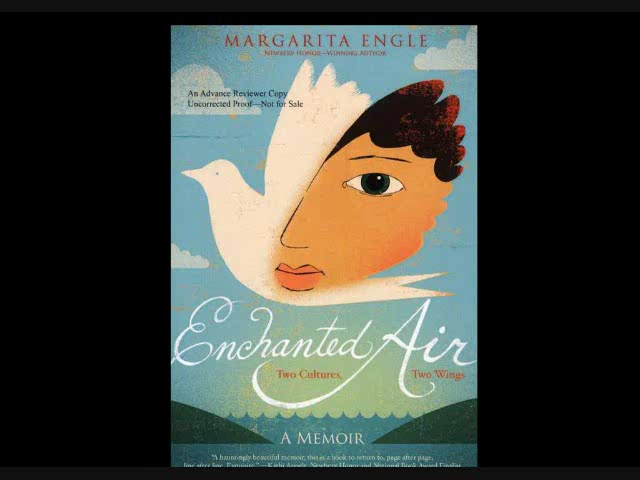 MARGARITA ENGLE
NEWBERY HONOR–WINNING AUTHOR
An Advance Reviewer Copy
Uncorrected Proof—Not for Sale
Enchanted Air
Two Cultures, Two Wings
A MEMOIR
"A hauntingly beautiful memoir, this is a book to return to, page after page,
line after line. Exquisite."—Kathi Appelt, Newbery Honor and National Book Award Finalist